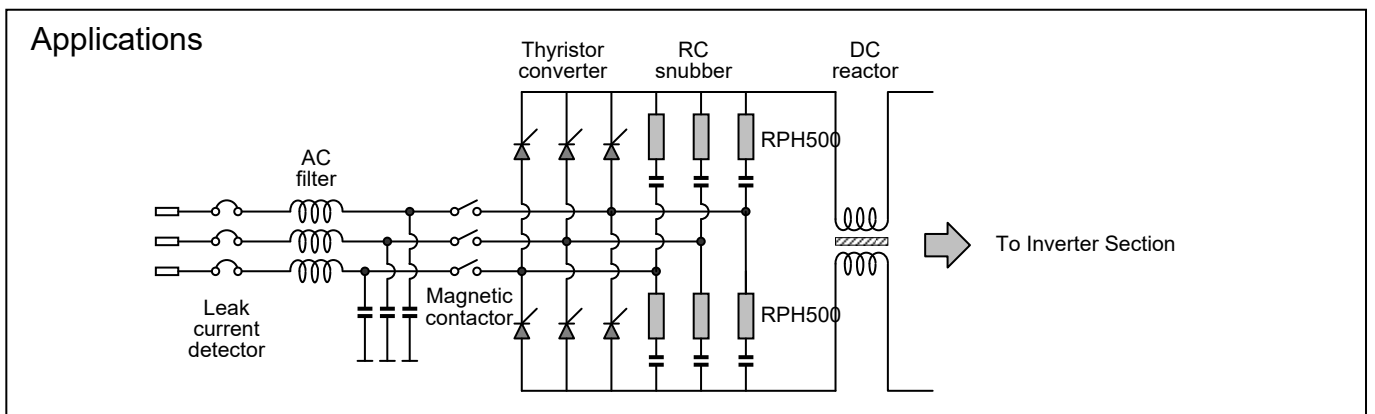 Applications
Thyristor
converter
RC
snubber
DC
reactor
RPH500
AC
filter
To Inverter Section
Leak
current
detector
Magnetic
contactor
RPH500